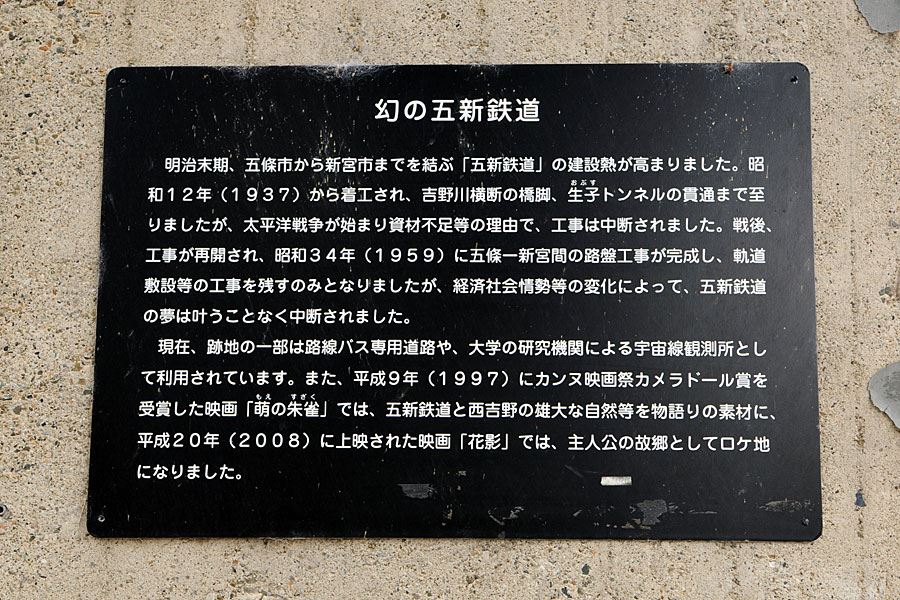 幻の五新鉄道
明治末期、五條市から新宮市までを結ぶ「五新鉄道」の建設熱が高まりました。昭
和１２年（１９３７）から着工され、吉野川横断の橋脚、生子トンネルの貫通まで至
おぶす
りましたが、太平洋戦争が始まり資材不足等の理由で、工事は中断されました。戦後、
工事が再開され、昭和３４年（１９５９）に五條ー新宮間の路盤工事が完成し、軌道
敷設等の工事を残すのみとなりましたが、経済社会情勢等の変化によって、五新鉄道
の夢は叶うことなく中断されました。
現在、跡地の一部は路線バス専用道路や、大学の研究機関による宇宙線観測所とし
て利用されています。また、平成９年（１９９７）にカンヌ映画祭カメラドール賞を
受賞した映画「萌の朱雀」では、五新鉄道と西吉野の雄大な自然等を物語りの素材に、
もえ すざく
平成２０年（２００８）に上映された映画「花影」では、主人公の故郷としてロケ地
になりました。